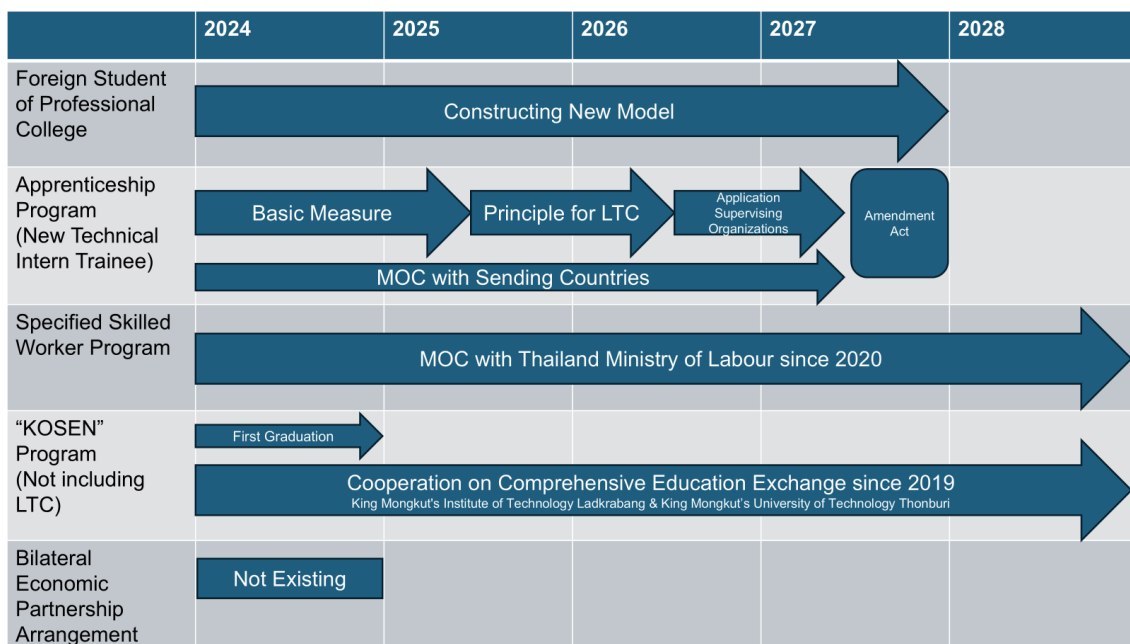 2024 2025 2026 2027 2028
Foreign Student
of Professional
College
Constructing New Model
Apprenticeship
Program
(New Technical
Intern Trainee)
Basic Measure
Principle for LTC
Application
Supervising
Organizations
Amendment
Act
MOC with Sending Countries
Specified Skilled
Worker Program
MOC with Thailand Ministry of Labour since 2020
“KOSEN”
Program
(Not including
LTC)
First Graduation
Cooperation on Comprehensive Education Exchange since 2019
King Mongkut's Institute of Technology Ladkrabang & King Mongkut’s University of Technology Thonburi
Bilateral
Economic
Partnership
Arrangement
Not Existing